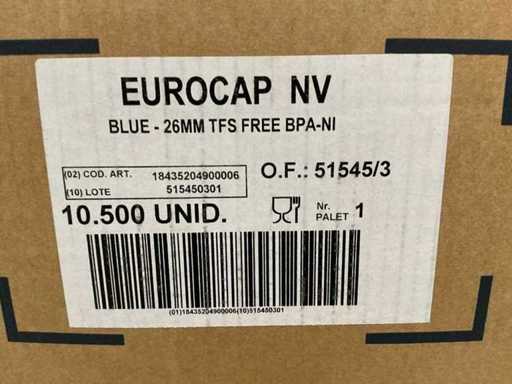 EUROCAP NV
BLUE - 26MM TFS FREE BPA-NI
(02) COD. ART. 18435204900006
(10) LOTE 515450301
O.F.: 51545/3
10.500 UNID.
Nr. PALET 1
(01)18435204900006(10)515450301